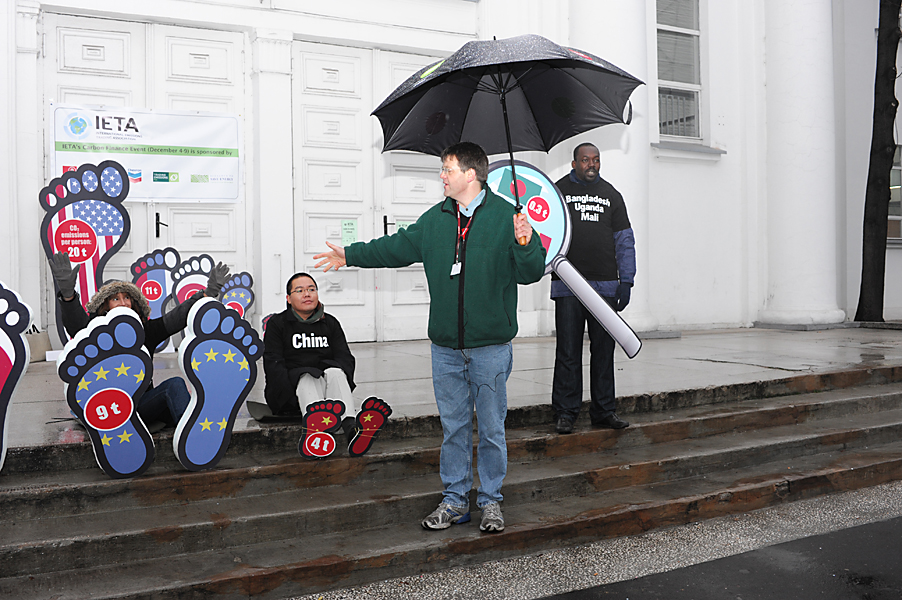 IETA
IETA's Carbon Finance Event (December 4-5) is sponsored by
CO₂
emissions
per person:
20 t
11 t
9 t
China
4 t
0.3 t
Bangladesh
Uganda
Mali